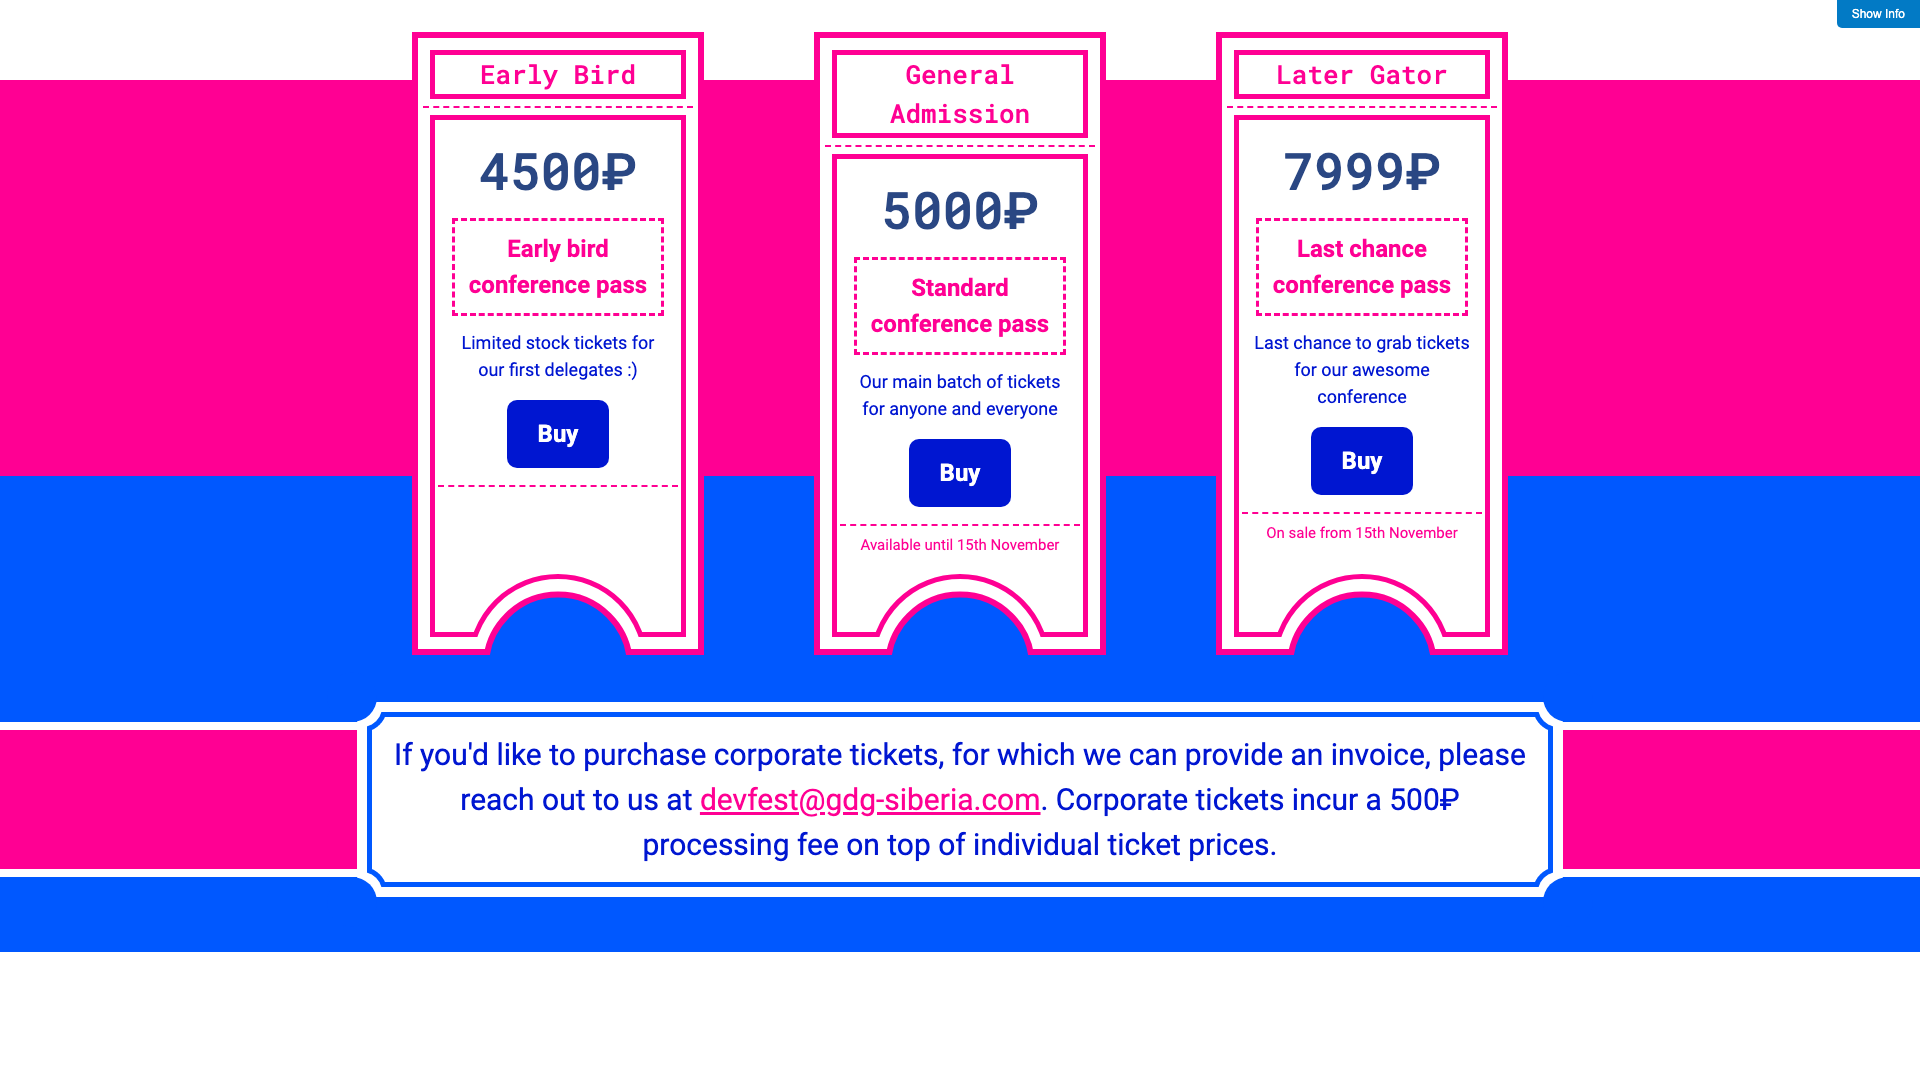 Show Info
Early Bird
4500₽
Early bird
conference pass
Limited stock tickets for
our first delegates :)
Buy
General
Admission
5000₽
Standard
conference pass
Our main batch of tickets
for anyone and everyone
Buy
Available until 15th November
Later Gator
7999₽
Last chance
conference pass
Last chance to grab tickets
for our awesome
conference
Buy
On sale from 15th November
If you'd like to purchase corporate tickets, for which we can provide an invoice, please
reach out to us at devfest@gdg-siberia.com. Corporate tickets incur a 500₽
processing fee on top of individual ticket prices.